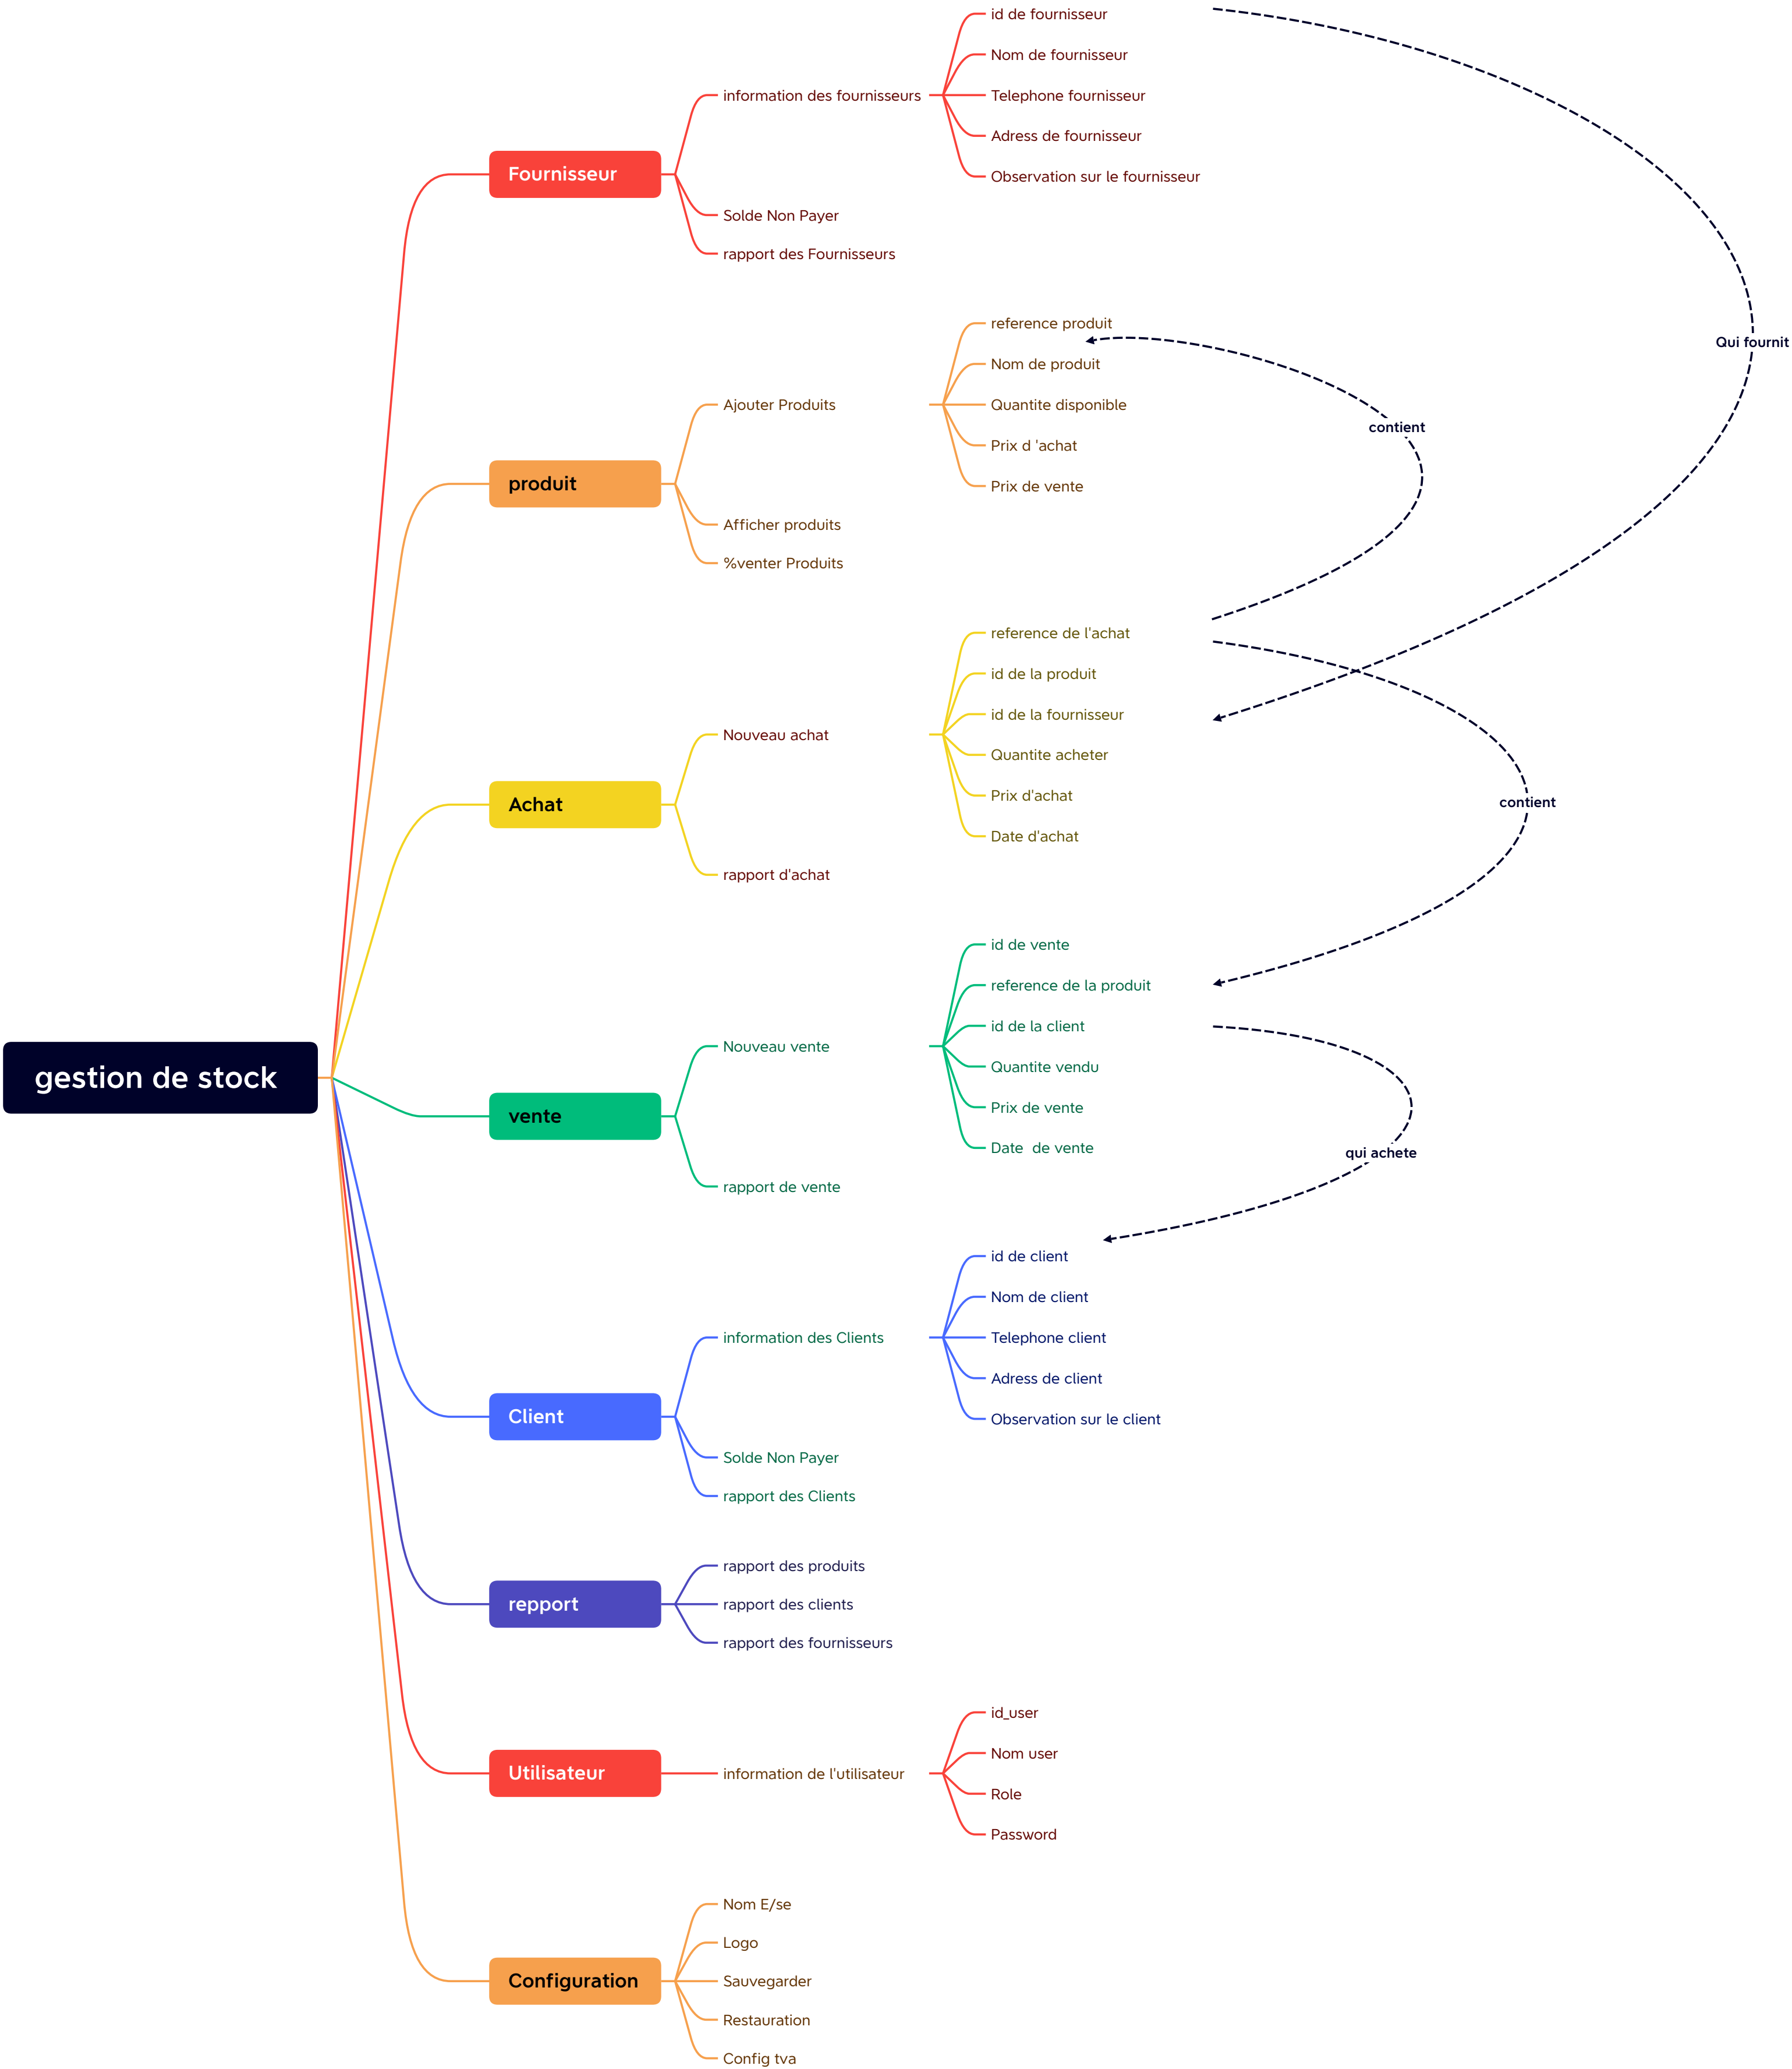 gestion de stock
Fournisseur
information des fournisseurs
id de fournisseur
Nom de fournisseur
Telephone fournisseur
Adress de fournisseur
Observation sur le fournisseur
Solde Non Payer
rapport des Fournisseurs
Qui fournit
produit
Ajouter Produits
reference produit
Nom de produit
Quantite disponible
Prix d 'achat
Prix de vente
Afficher produits
%venter Produits
contient
Achat
Nouveau achat
reference de l'achat
id de la produit
id de la fournisseur
Quantite acheter
Prix d'achat
Date d'achat
rapport d'achat
contient
vente
Nouveau vente
id de vente
reference de la produit
id de la client
Quantite vendu
Prix de vente
Date  de vente
rapport de vente
qui achete
Client
information des Clients
id de client
Nom de client
Telephone client
Adress de client
Observation sur le client
Solde Non Payer
rapport des Clients
repport
rapport des produits
rapport des clients
rapport des fournisseurs
Utilisateur
information de l'utilisateur
id_user
Nom user
Role
Password
Configuration
Nom E/se
Logo
Sauvegarder
Restauration
Config tva